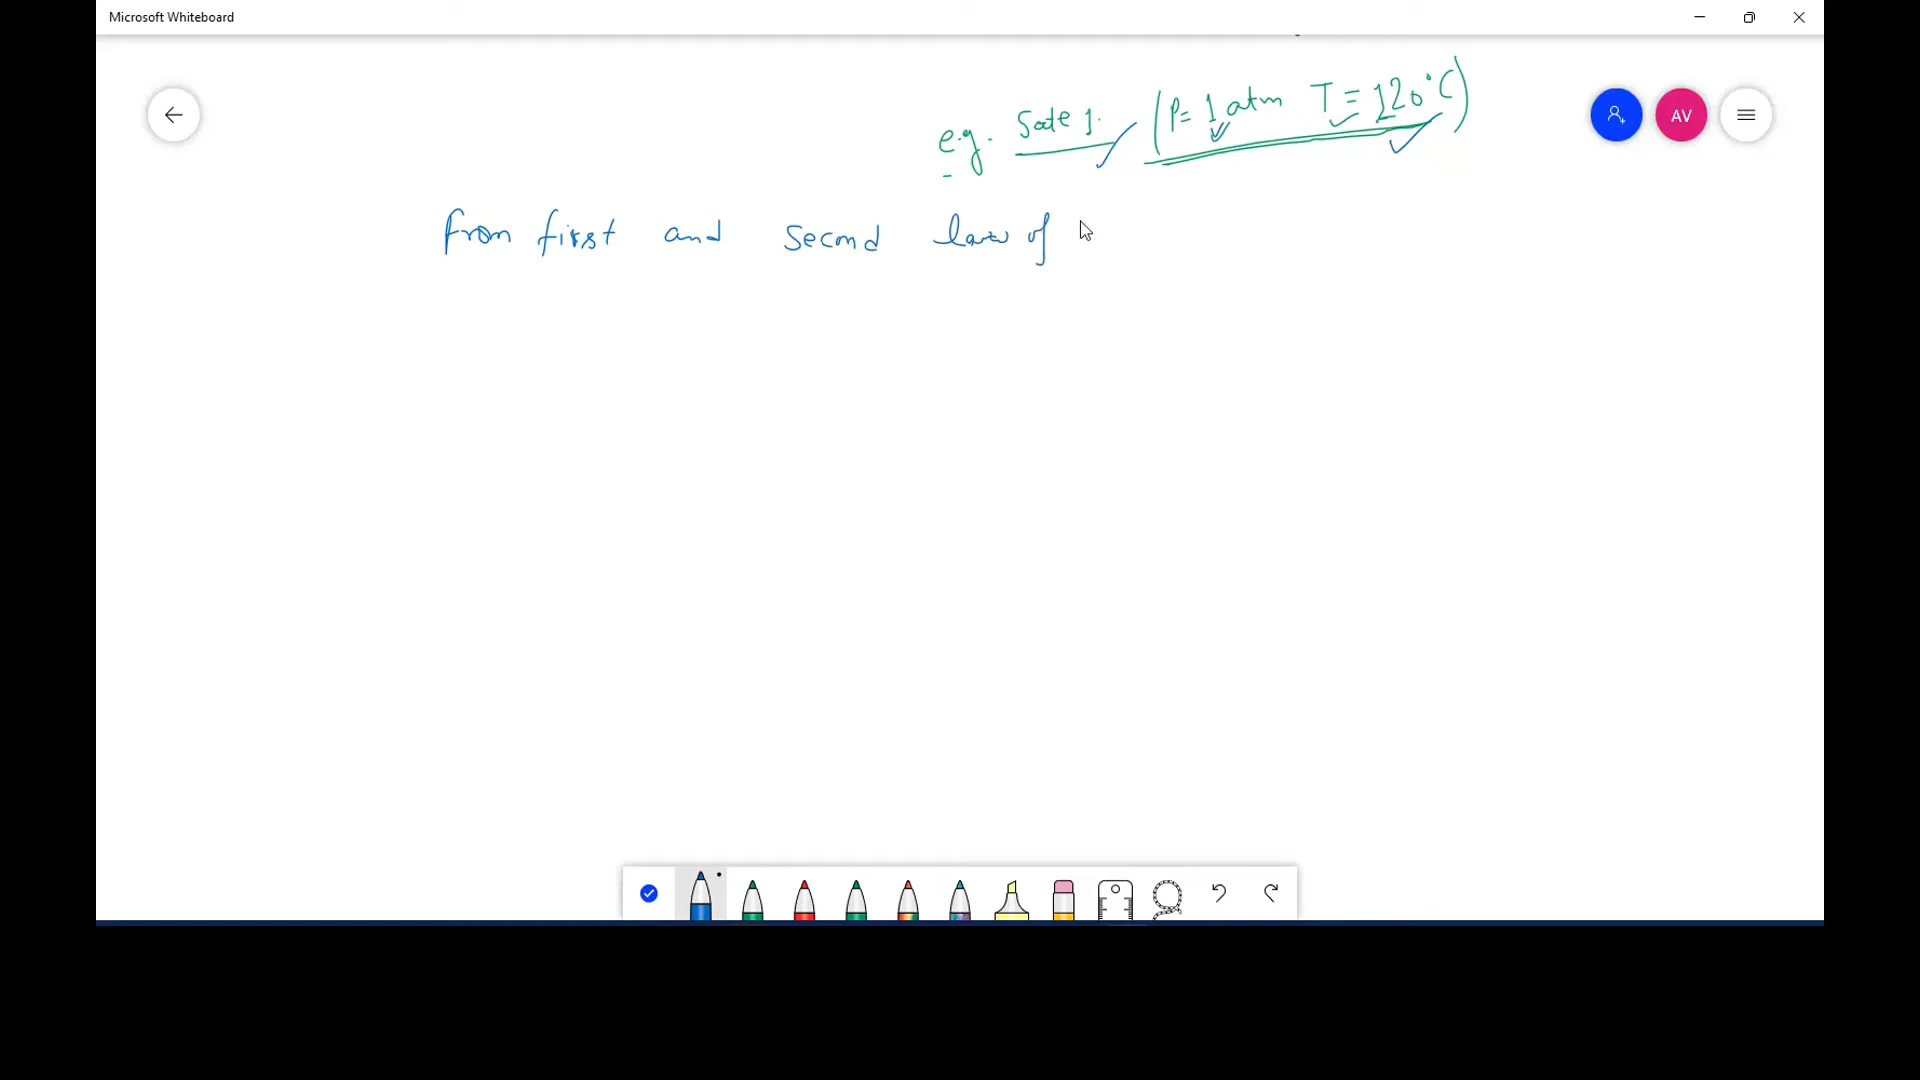 Microsoft Whiteboard
e.g. Sate 1. (P= 1 atm T = 120°C)
AV
from first and second law of